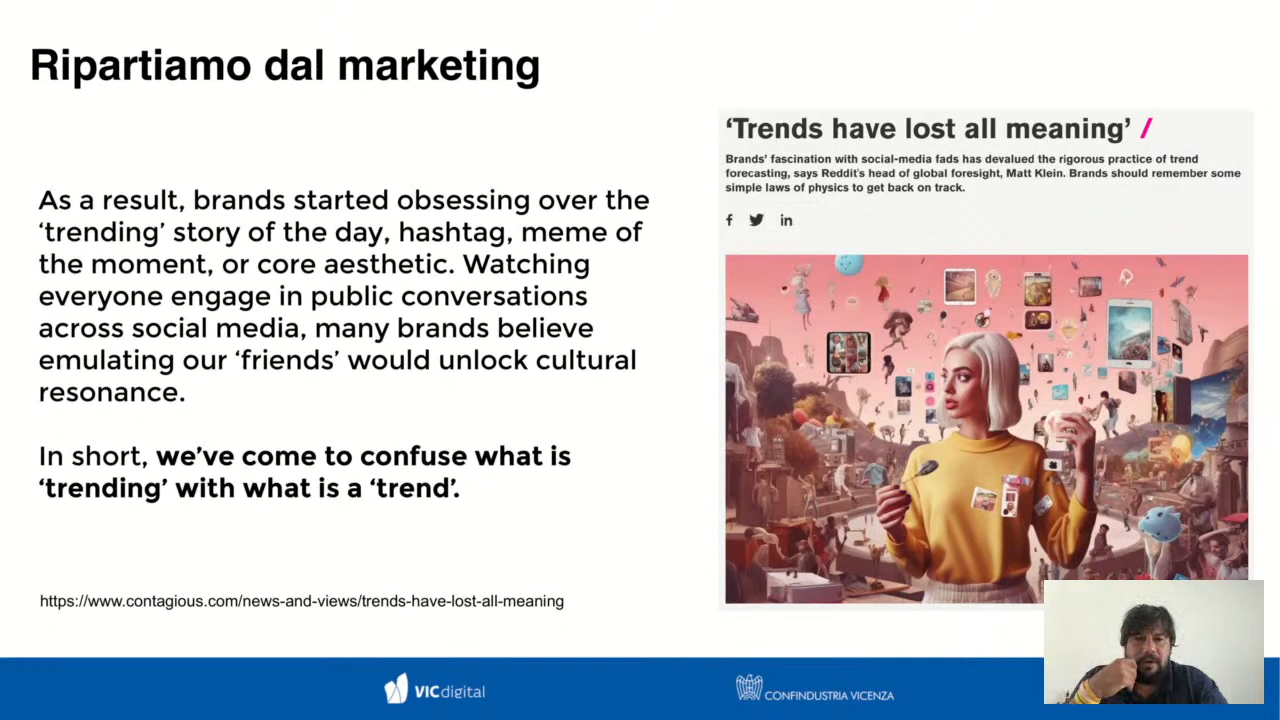 Ripartiamo dal marketing
As a result, brands started obsessing over the
‘trending’ story of the day, hashtag, meme of
the moment, or core aesthetic. Watching
everyone engage in public conversations
across social media, many brands believe
emulating our ‘friends’ would unlock cultural
resonance.
In short, we’ve come to confuse what is
‘trending’ with what is a ‘trend’.
https://www.contagious.com/news-and-views/trends-have-lost-all-meaning
‘Trends have lost all meaning’ /
Brands’ fascination with social-media fads has devalued the rigorous practice of trend
forecasting, says Reddit’s head of global foresight, Matt Klein. Brands should remember some
simple laws of physics to get back on track.
VICdigital
CONFINDUSTRIA VICENZA